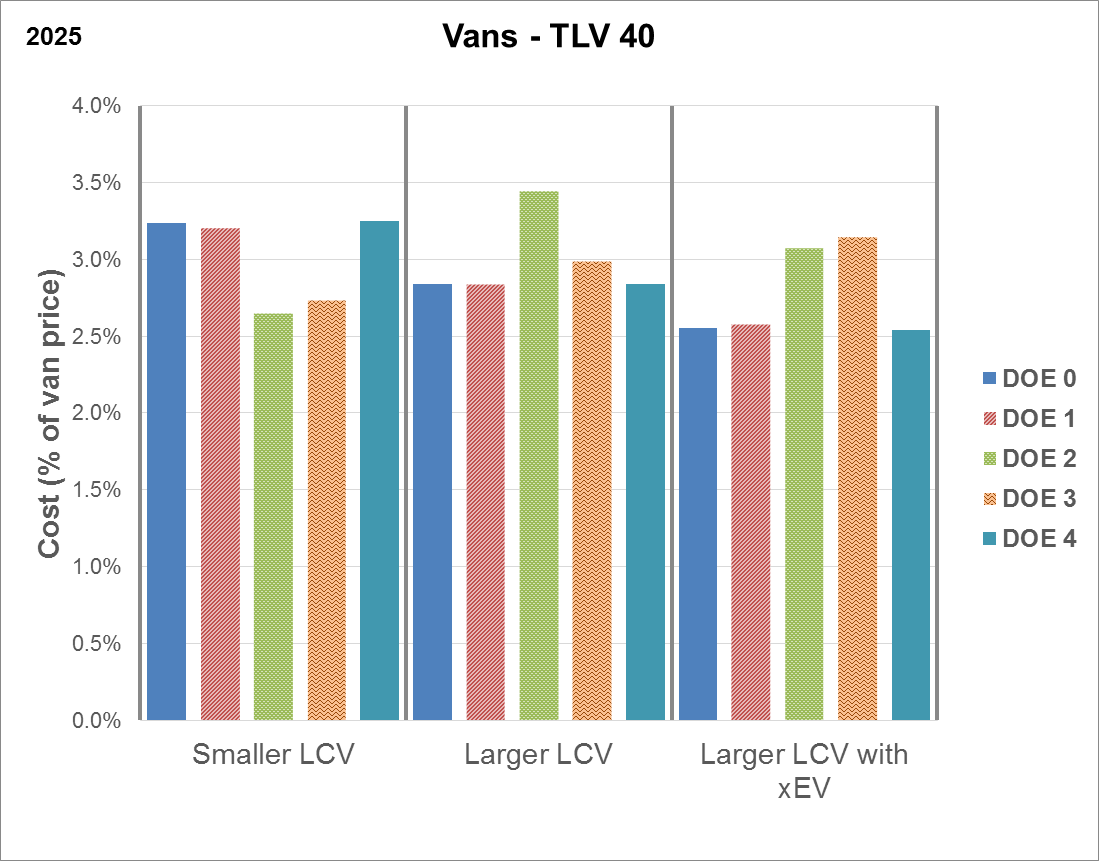 2025
Vans - TLV 40
Cost (% of van price)
4.0%
3.5%
3.0%
2.5%
2.0%
1.5%
1.0%
0.5%
0.0%
Smaller LCV
Larger LCV
Larger LCV with
xEV
DOE 0
DOE 1
DOE 2
DOE 3
DOE 4